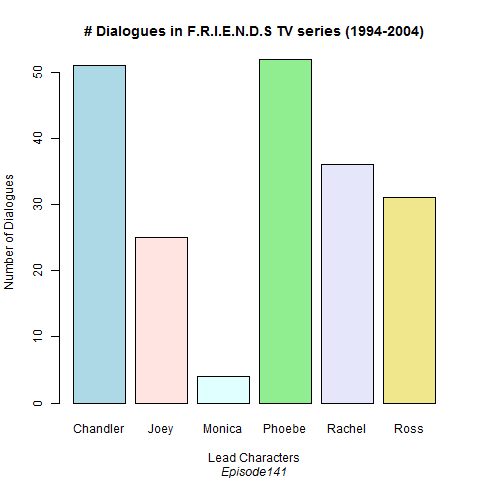 # Dialogues in F.R.I.E.N.D.S TV series (1994-2004)
Number of Dialogues
50
40
30
20
10
0
Chandler Joey Monica Phoebe Rachel Ross
Lead Characters
Episode141